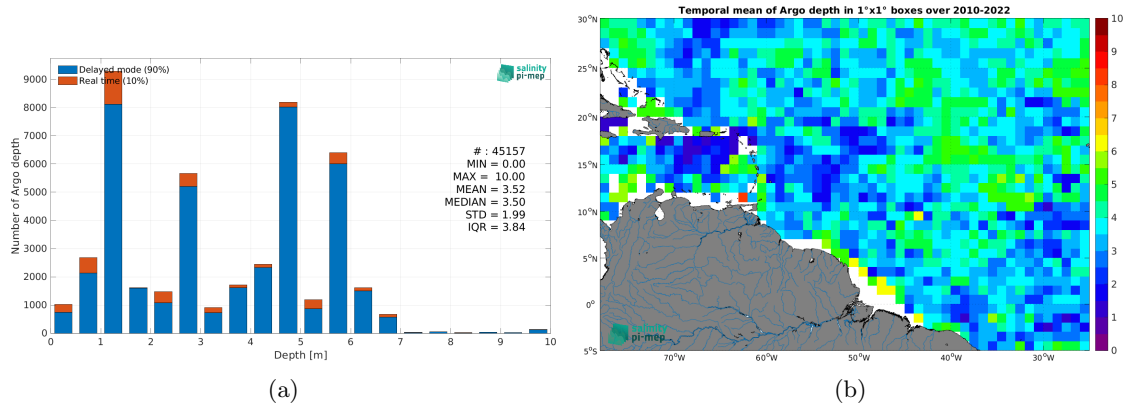 Delayed mode (90%)
Real time (10%)
salinity
pi-mep
Number of Argo depth
9000
8000
7000
6000
5000
4000
3000
2000
1000
0
# : 45157
MIN = 0.00
MAX = 10.00
MEAN = 3.52
MEDIAN = 3.50
STD = 1.99
IQR = 3.84
0 1 2 3 4 5 6 7 8 9 10
Depth [m]
(a)
Temporal mean of Argo depth in 1°x1° boxes over 2010-2022
30°N
25°N
20°N
15°N
10°N
5°N
0°
5°S
70°W 60°W 50°W 40°W 30°W
salinity
pi-mep
10
9
8
7
6
5
4
3
2
1
0
(b)